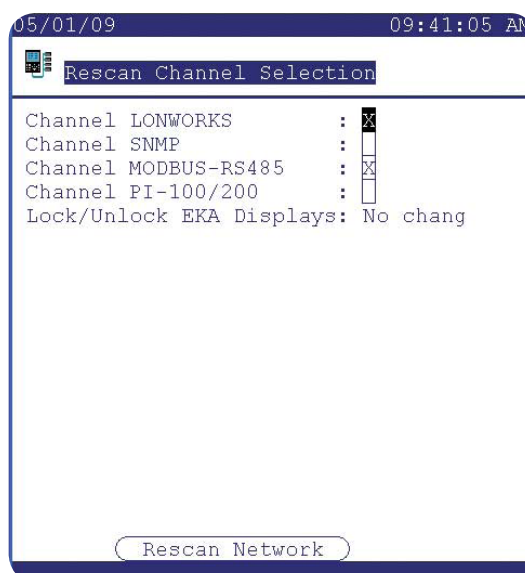 05/01/09 09:41:05 AM
Rescan Channel Selection
Channel LONWORKS : X
Channel SNMP :
Channel MODBUS-RS485 : X
Channel PI-100/200 :
Lock/Unlock EKA Displays: No chang
Rescan Network